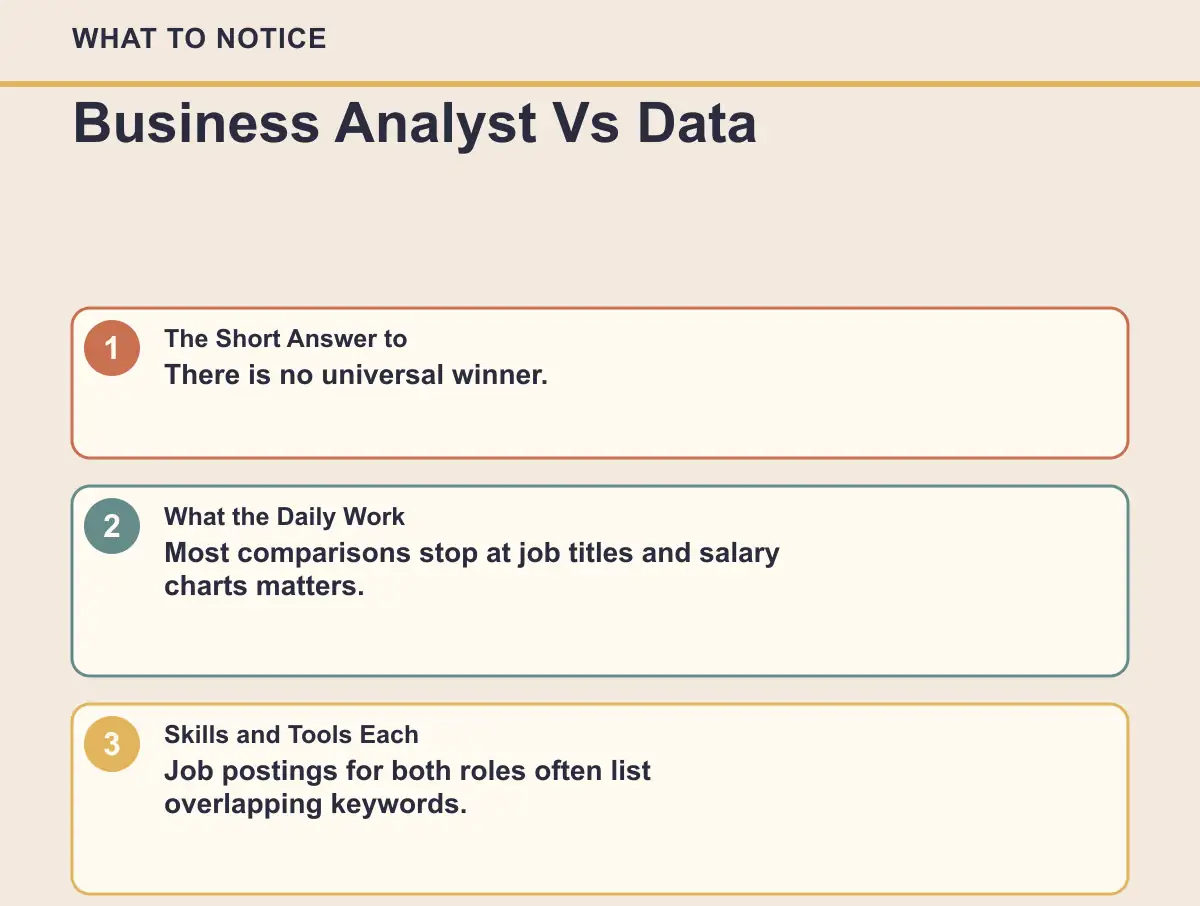 WHAT TO NOTICE
Business Analyst Vs Data
1
The Short Answer to
There is no universal winner.
2
What the Daily Work
Most comparisons stop at job titles and salary
charts matters.
3
Skills and Tools Each
Job postings for both roles often list
overlapping keywords.